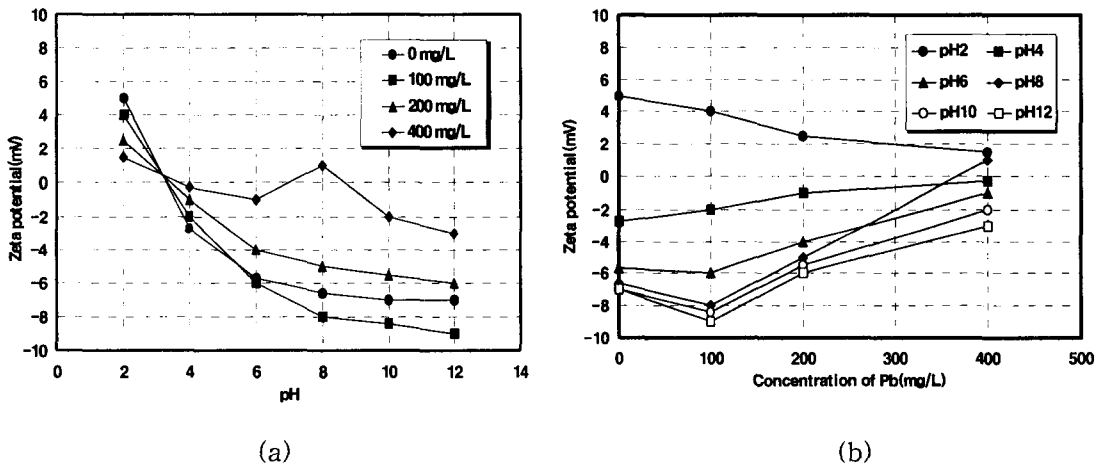 10
8
6
4
2
0
-2
-4
-6
-8
-10
Zeta potential(mV)
0 2 4 6 8 10 12 14
pH
0 mg/L
100 mg/L
200 mg/L
400 mg/L
(a)
10
8
6
4
2
0
-2
-4
-6
-8
-10
Zeta potential(mV)
0 100 200 300 400 500
Concentration of Pb(mg/L)
pH2 pH4
pH6 pH8
pH10 pH12
(b)